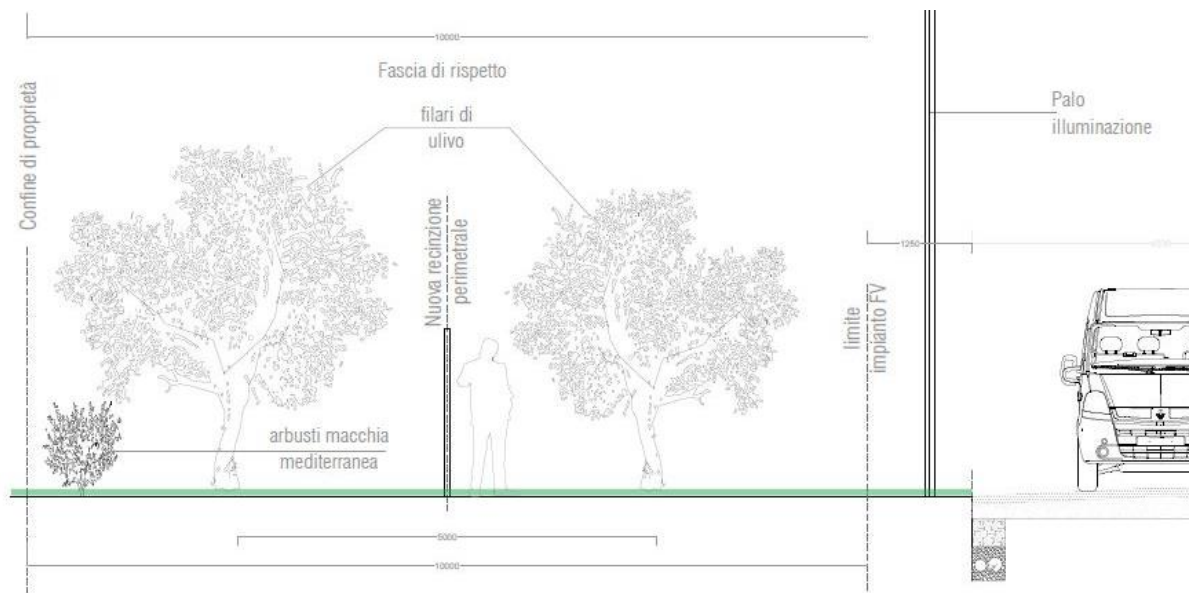 10000
Fascia di rispetto
Confine di proprietà
filari di
ulivo
Palo
illuminazione
Nuova recinzione
perimetrale
1250
limite
impianto FV
arbusti macchia
mediterranea
5000
10000